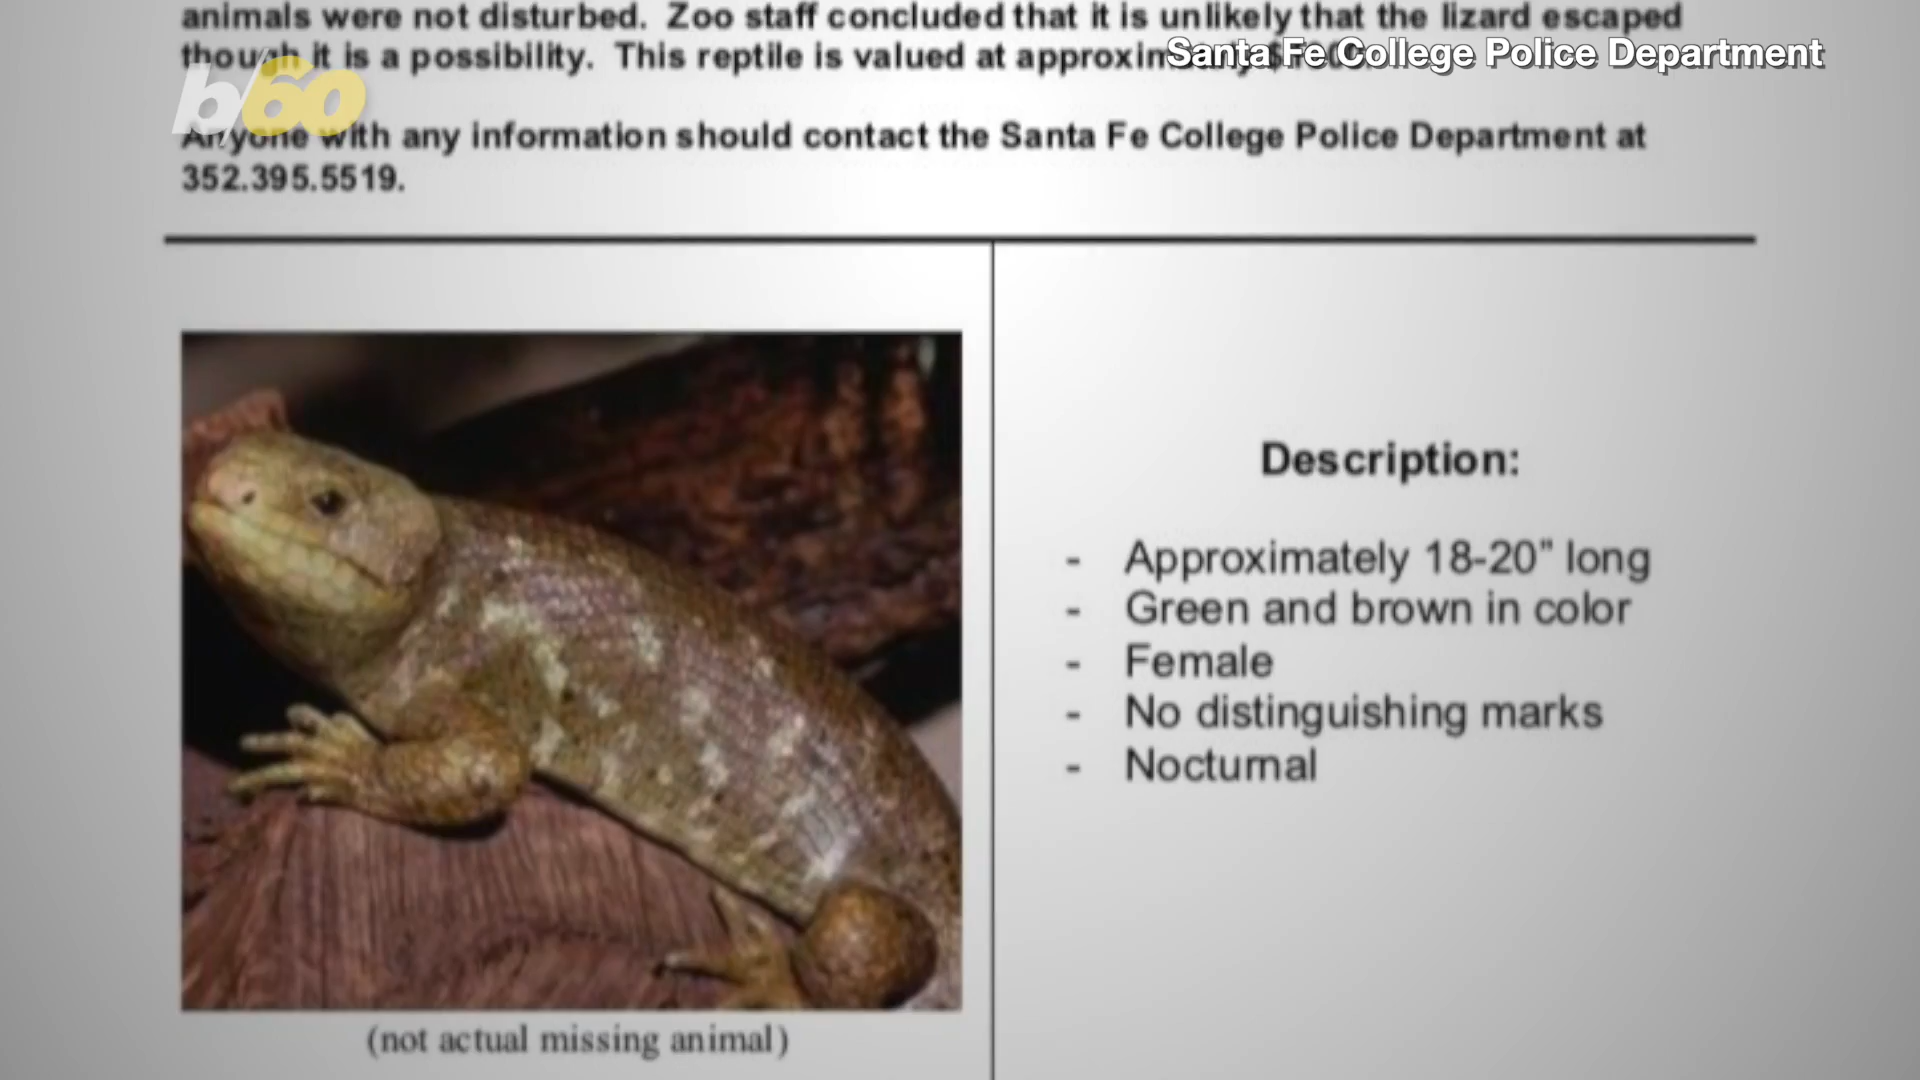 animals were not disturbed. Zoo staff concluded that it is unlikely that the lizard escaped
though it is a possibility. This reptile is valued at
Santa Fe College Police Department
b/60
Anyone with any information should contact the Santa Fe College Police Department at
352.395.5519.
Description:
- Approximately 18-20" long
- Green and brown in color
- Female
- No distinguishing marks
- Nocturnal
(not actual missing animal)